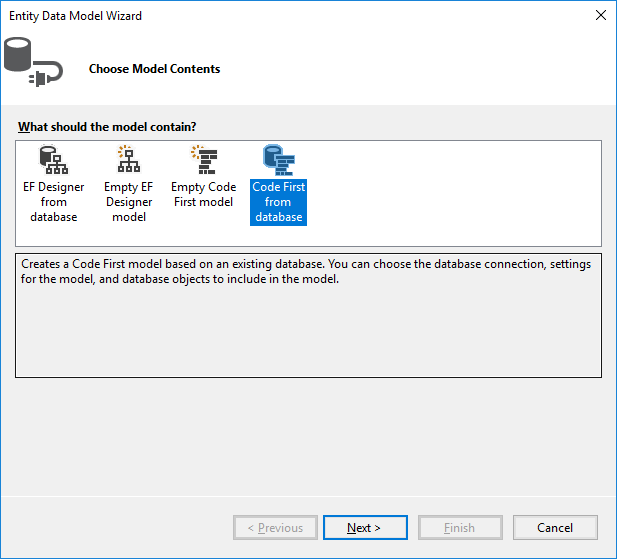 Entity Data Model Wizard
Choose Model Contents
What should the model contain?
EF Designer
from
database
Empty EF
Designer
model
Empty Code
First model
Code First
from
database
Creates a Code First model based on an existing database. You can choose the database connection, settings
for the model, and database objects to include in the model.
< Previous
Next >
Finish
Cancel